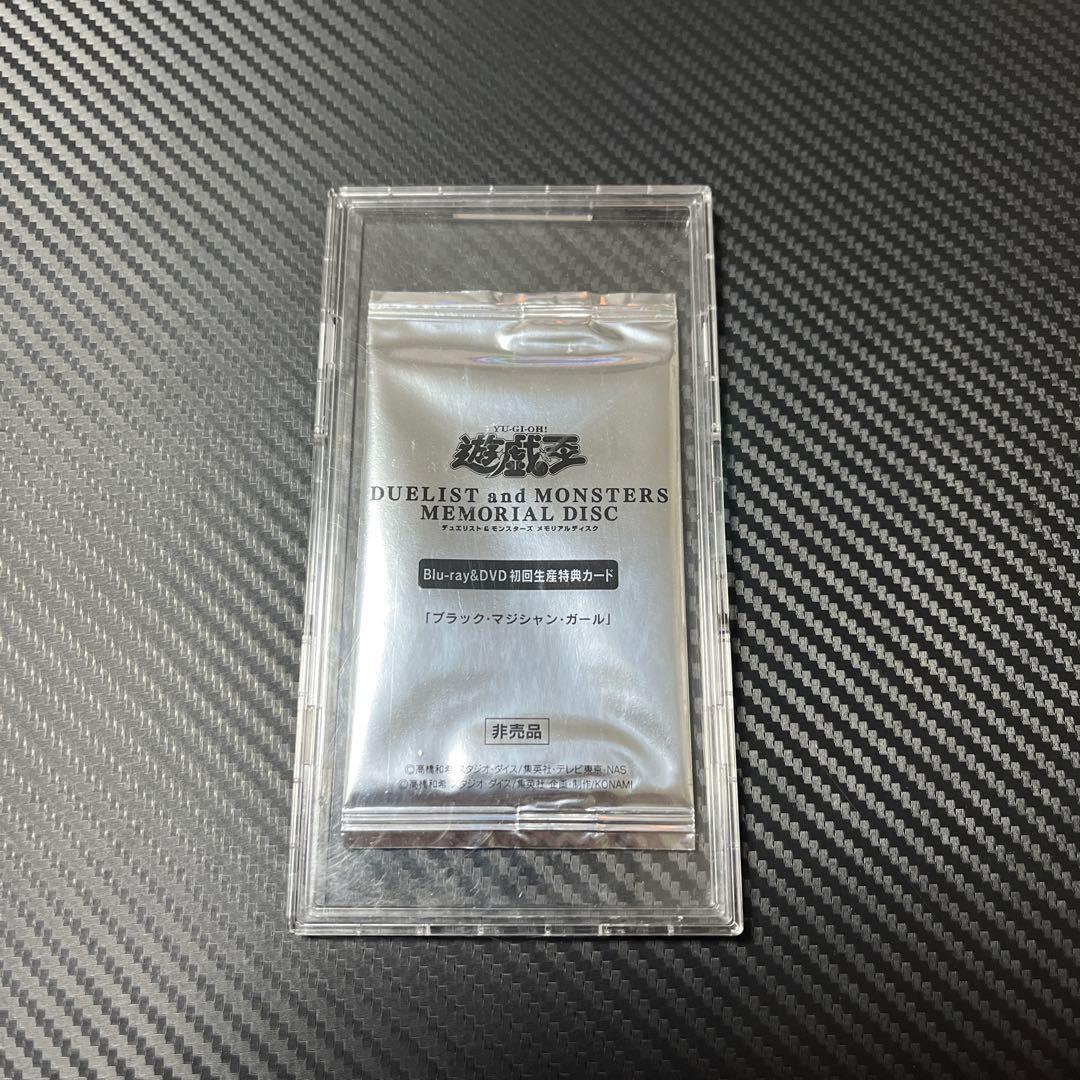 YU-GI-OH!
遊戯王
DUELIST and MONSTERS
MEMORIAL DISC
デュエリスト&モンスターズ メモリアルディスク
Blu-ray&DVD 初回生産特典カード
「ブラック・マジシャン・ガール」
非売品
©高橋和希 スタジオ・ダイス/集英社・テレビ東京・NAS
©高橋和希 スタジオ・ダイス/集英社 企画・制作/KONAMI